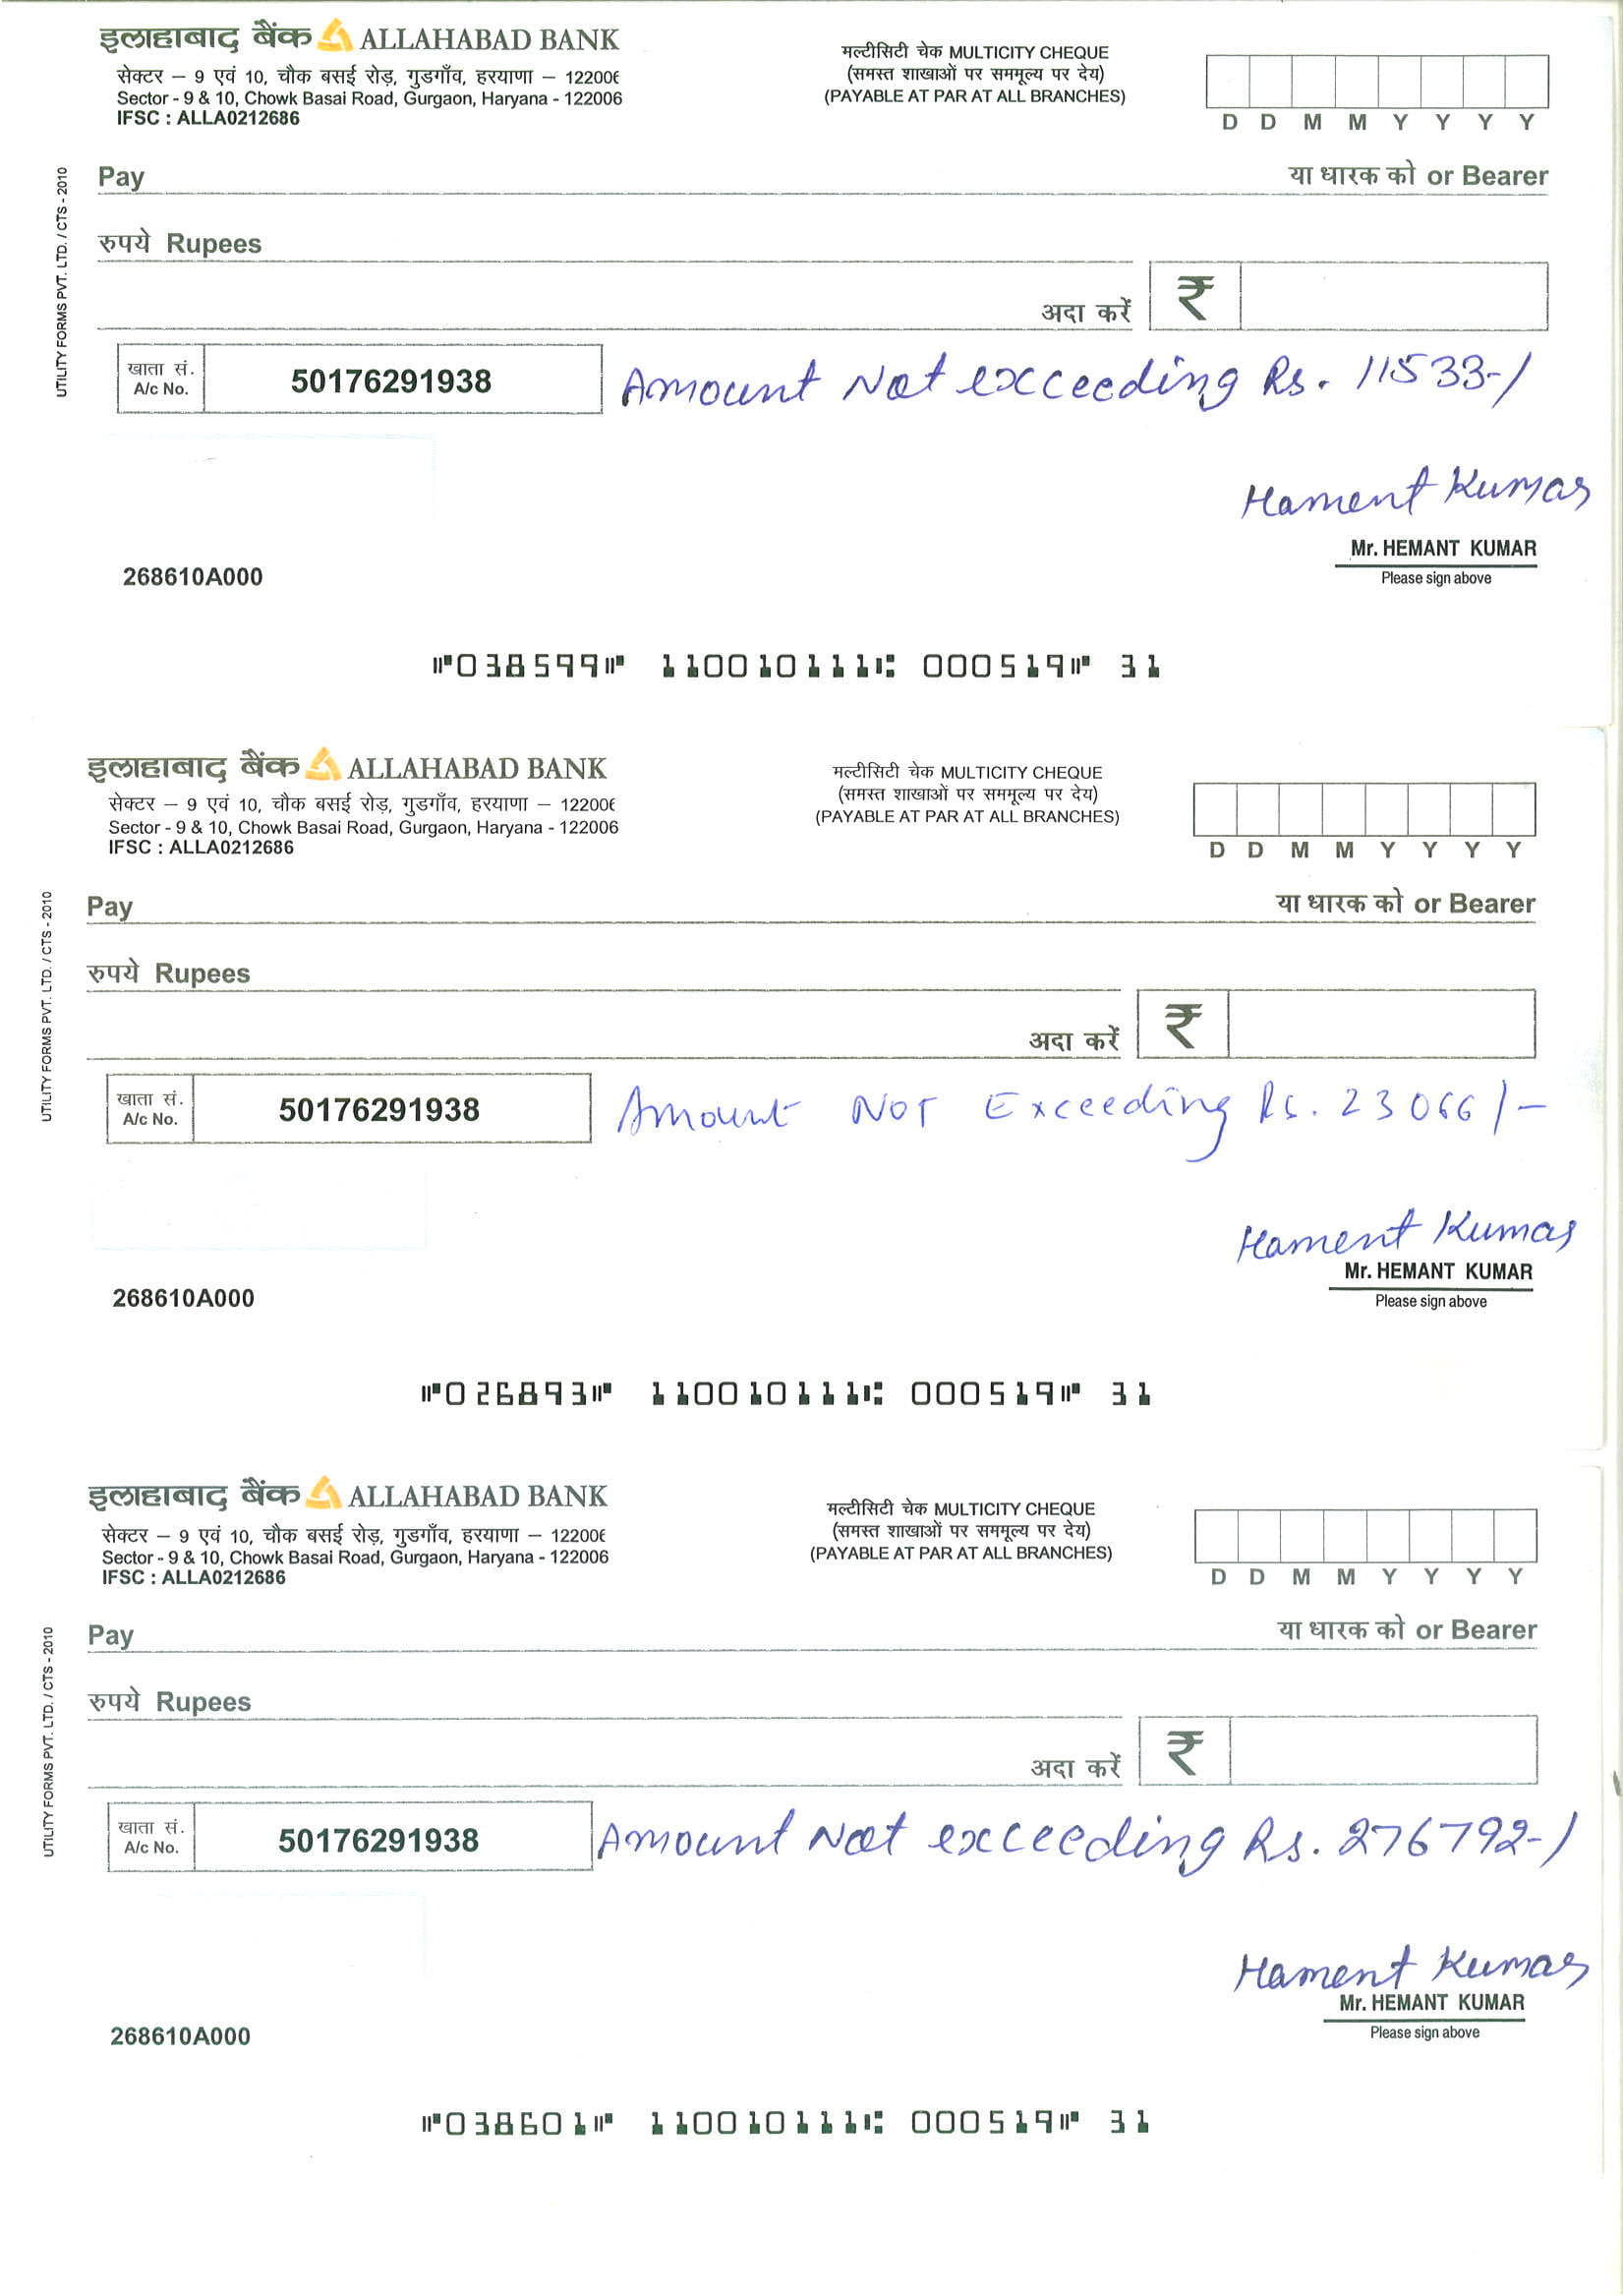 इलाहाबाद बैंक ALLAHABAD BANK
सेक्टर – 9 एवं 10, चौक बसई रोड़, गुडगाँव, हरयाणा – 122006
Sector - 9 & 10, Chowk Basai Road, Gurgaon, Haryana - 122006
IFSC : ALLA0212686
मल्टीसिटी चेक MULTICITY CHEQUE
(समस्त शाखाओं पर सममूल्य पर देय)
(PAYABLE AT PAR AT ALL BRANCHES)
D D M M Y Y Y Y
UTILITY FORMS PVT. LTD. / CTS - 2010
Pay या धारक को or Bearer
रुपये Rupees
अदा करें ₹
खाता सं.
A/c No.
50176291938
Amount Not exceeding Rs. 11533-/
Hament Kumar
Mr. HEMANT KUMAR
Please sign above
268610A000
⑈038599⑈ 110010111⑆ 000519⑈ 31
इलाहाबाद बैंक ALLAHABAD BANK
सेक्टर – 9 एवं 10, चौक बसई रोड़, गुडगाँव, हरयाणा – 122006
Sector - 9 & 10, Chowk Basai Road, Gurgaon, Haryana - 122006
IFSC : ALLA0212686
मल्टीसिटी चेक MULTICITY CHEQUE
(समस्त शाखाओं पर सममूल्य पर देय)
(PAYABLE AT PAR AT ALL BRANCHES)
D D M M Y Y Y Y
UTILITY FORMS PVT. LTD. / CTS - 2010
Pay या धारक को or Bearer
रुपये Rupees
अदा करें ₹
खाता सं.
A/c No.
50176291938
Amount NOT Exceeding Rs. 23066/-
Hament Kumar
Mr. HEMANT KUMAR
Please sign above
268610A000
⑈026893⑈ 110010111⑆ 000519⑈ 31
इलाहाबाद बैंक ALLAHABAD BANK
सेक्टर – 9 एवं 10, चौक बसई रोड़, गुडगाँव, हरयाणा – 122006
Sector - 9 & 10, Chowk Basai Road, Gurgaon, Haryana - 122006
IFSC : ALLA0212686
मल्टीसिटी चेक MULTICITY CHEQUE
(समस्त शाखाओं पर सममूल्य पर देय)
(PAYABLE AT PAR AT ALL BRANCHES)
D D M M Y Y Y Y
UTILITY FORMS PVT. LTD. / CTS - 2010
Pay या धारक को or Bearer
रुपये Rupees
अदा करें ₹
खाता सं.
A/c No.
50176291938
Amount Not exceeding Rs. 276792-/
Hament Kumar
Mr. HEMANT KUMAR
Please sign above
268610A000
⑈038601⑈ 110010111⑆ 000519⑈ 31